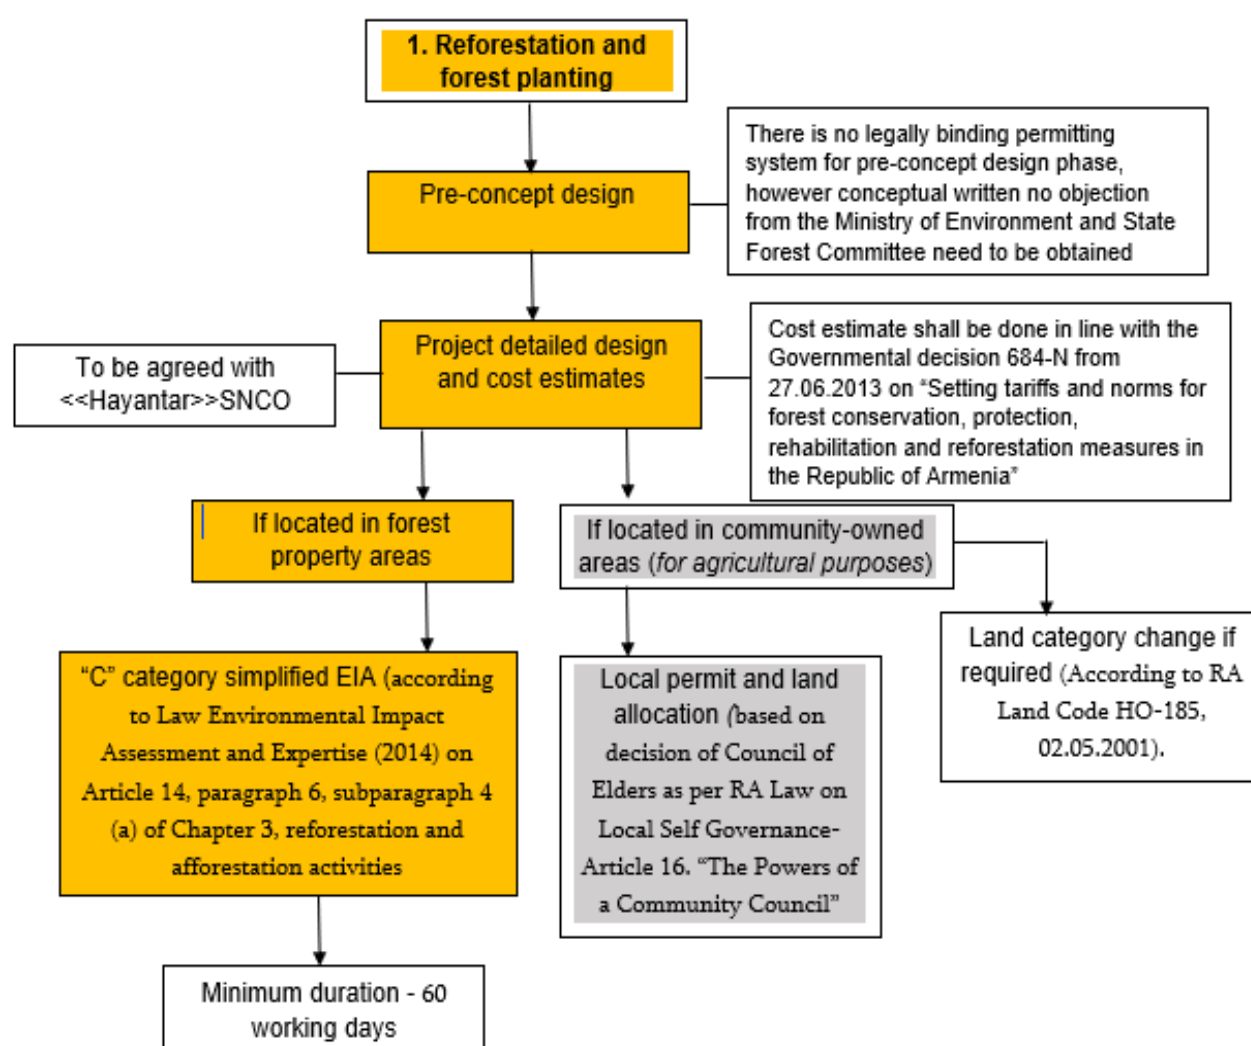 1. Reforestation and
forest planting
There is no legally binding permitting
system for pre-concept design phase,
however conceptual written no objection
from the Ministry of Environment and State
Forest Committee need to be obtained
Pre-concept design
Project detailed design
and cost estimates
To be agreed with
<<Hayantar>>SNCO
Cost estimate shall be done in line with the
Governmental decision 684-N from
27.06.2013 on “Setting tariffs and norms for
forest conservation, protection,
rehabilitation and reforestation measures in
the Republic of Armenia”
If located in forest
property areas
If located in community-owned
areas (for agricultural purposes)
Land category change if
required (According to RA
Land Code HO-185,
02.05.2001).
“C” category simplified EIA (according
to Law Environmental Impact
Assessment and Expertise (2014) on
Article 14, paragraph 6, subparagraph 4
(a) of Chapter 3, reforestation and
afforestation activities
Local permit and land
allocation (based on
decision of Council of
Elders as per RA Law on
Local Self Governance-
Article 16. “The Powers of
a Community Council”
Minimum duration - 60
working days